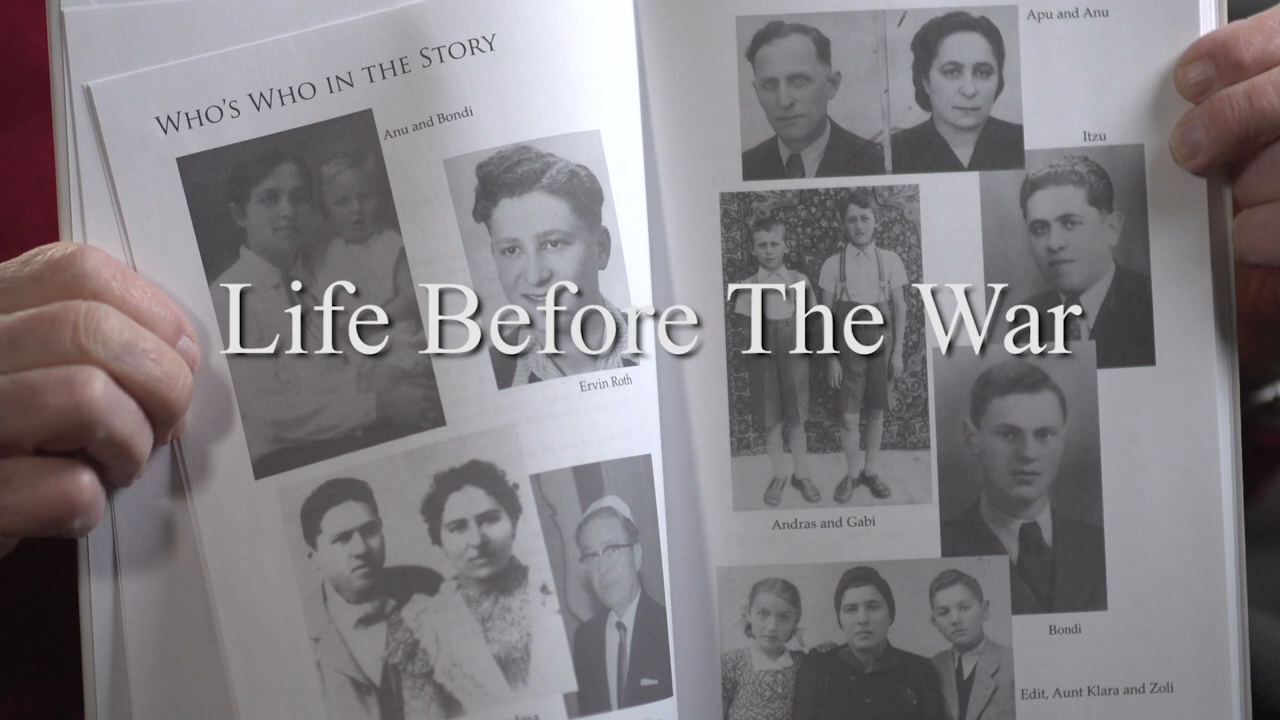 WHO'S WHO IN THE STORY
Anu and Bondi
Ervin Roth
Life Before The War
Apu and Anu
Itzu
Andras and Gabi
Bondi
Edit, Aunt Klara and Zoli